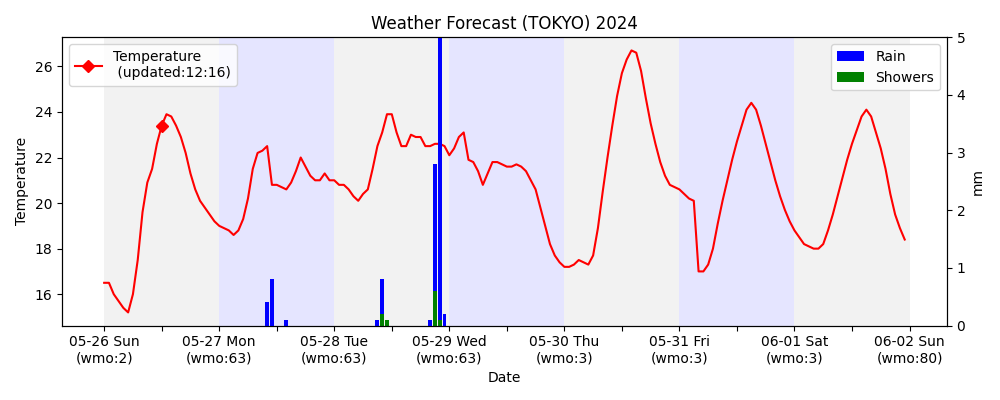 Weather Forecast (TOKYO) 2024
Temperature
(updated:12:16)
Rain
Showers
Temperature
26
24
22
20
18
16
5
4
3
2
1
0
mm
05-26 Sun
(wmo:2)
05-27 Mon
(wmo:63)
05-28 Tue
(wmo:63)
05-29 Wed
(wmo:63)
05-30 Thu
(wmo:3)
05-31 Fri
(wmo:3)
06-01 Sat
(wmo:3)
06-02 Sun
(wmo:80)
Date